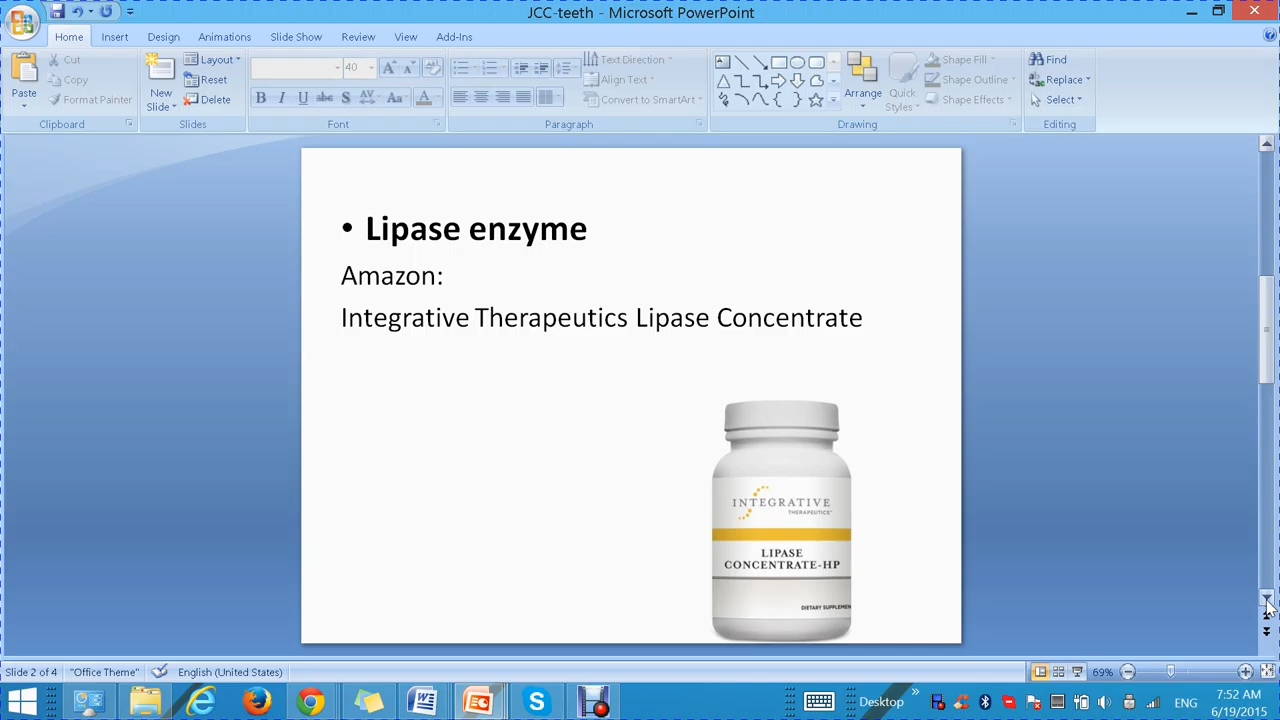 JCC-teeth - Microsoft PowerPoint
Home Insert Design Animations Slide Show Review View Add-Ins
Paste
Cut
Copy
Format Painter
Clipboard
New Slide
Layout
Reset
Delete
Slides
40
B I U abc S AV Aa A
Font
Text Direction
Align Text
Convert to SmartArt
Paragraph
Arrange
Quick Styles
Shape Fill
Shape Outline
Shape Effects
Drawing
Find
Replace
Select
Editing
• Lipase enzyme
Amazon:
Integrative Therapeutics Lipase Concentrate
INTEGRATIVE
THERAPEUTICS
LIPASE
CONCENTRATE-HP
DIETARY SUPPLEMEN
Slide 2 of 4 "Office Theme" English (United States) 69%
Desktop ENG 7:52 AM
6/19/2015